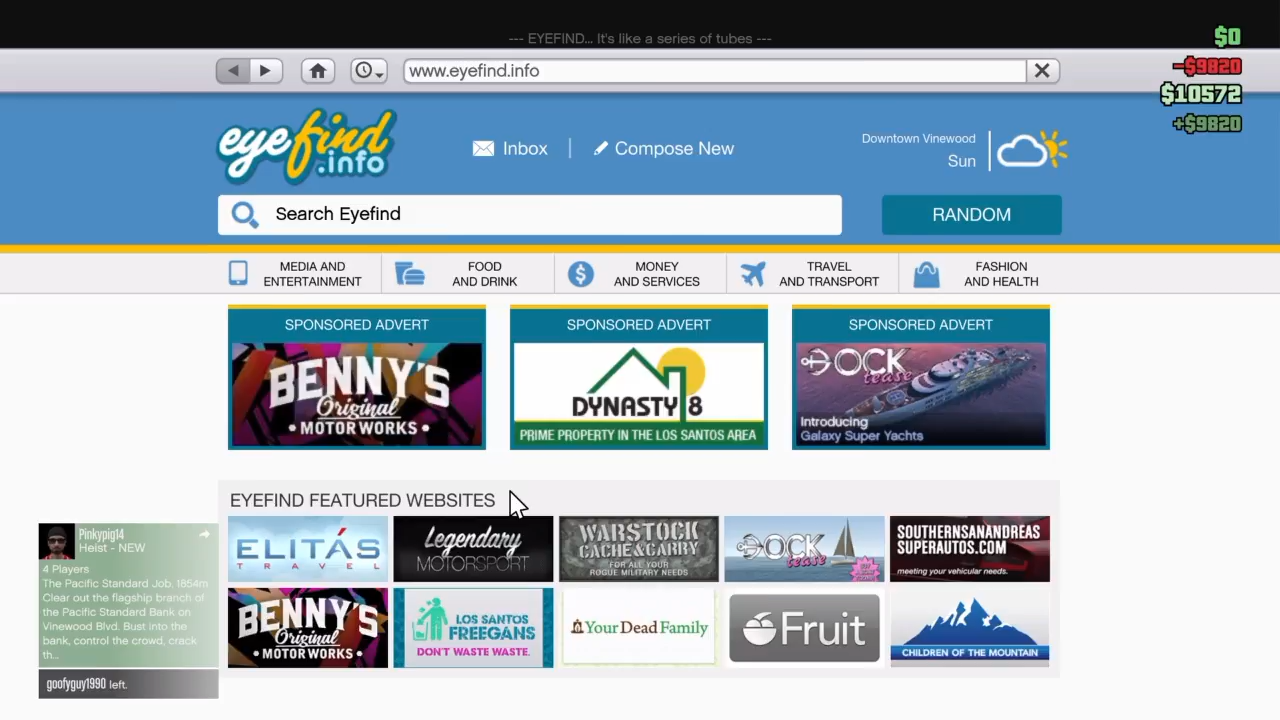 --- EYEFIND... It's like a series of tubes ---
$0
-$9820
$10572
+$9820
www.eyefind.info
eyefind
.info
Inbox
Compose New
Downtown Vinewood
Sun
Search Eyefind
RANDOM
MEDIA AND
ENTERTAINMENT
FOOD
AND DRINK
MONEY
AND SERVICES
TRAVEL
AND TRANSPORT
FASHION
AND HEALTH
SPONSORED ADVERT
BENNY'S
Original
• MOTOR WORKS •
SPONSORED ADVERT
DYNASTY 8
PRIME PROPERTY IN THE LOS SANTOS AREA
SPONSORED ADVERT
DOCK
tease
Introducing
Galaxy Super Yachts
EYEFIND FEATURED WEBSITES
ELITÁS
TRAVEL
Legendary
MOTORSPORT
WARSTOCK
CACHE & CARRY
FOR ALL YOUR
ROGUE MILITARY NEEDS
DOCK
tease
SOUTHERNSANANDREAS
SUPERAUTOS.COM
meeting your vehicular needs.
BENNY'S
Original
• MOTOR WORKS •
LOS SANTOS
FREEGANS
DON'T WASTE WASTE.
Your Dead Family
Fruit
CHILDREN OF THE MOUNTAIN
Pinkypig14
Heist - NEW
4 Players
The Pacific Standard Job. 1854m
Clear out the flagship branch of
the Pacific Standard Bank on
Vinewood Blvd. Bust into the
bank, control the crowd, crack
th...
goofyguy1990 left.